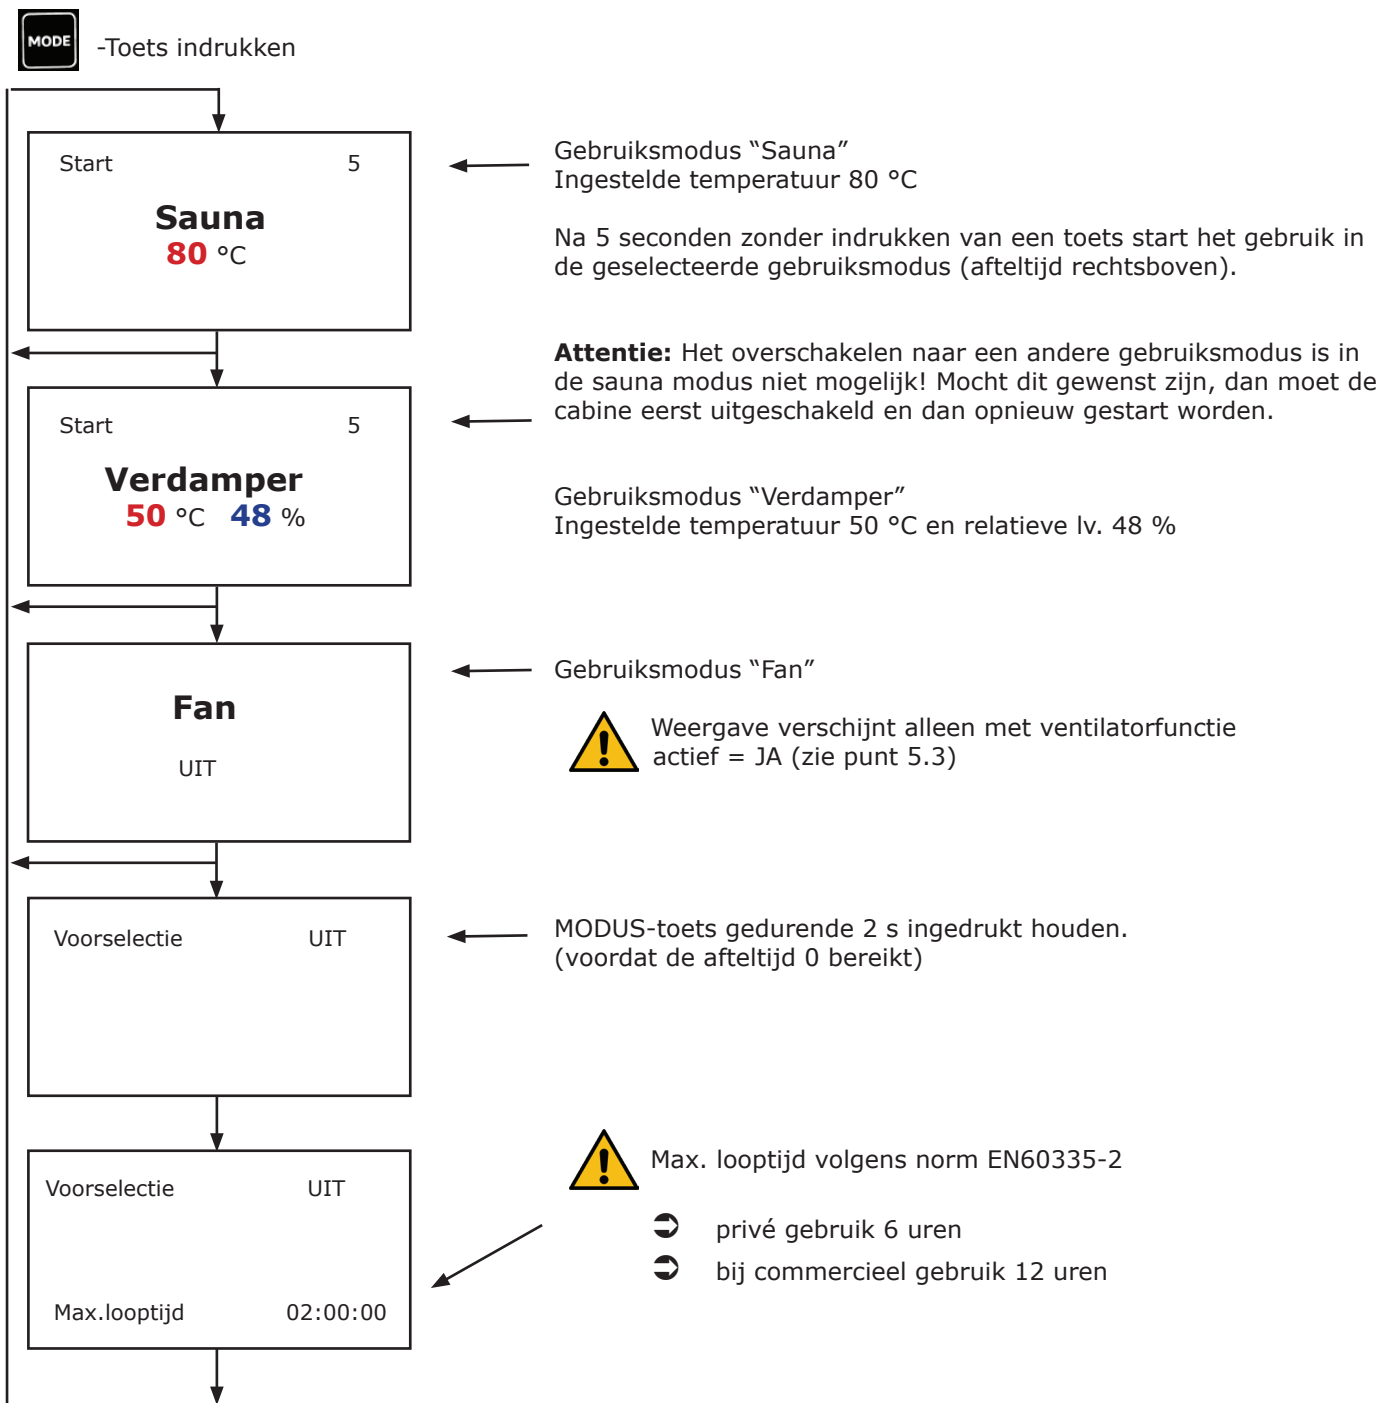 MODE -Toets indrukken
Start 5
Sauna
80 °C
Gebruiksmodus “Sauna”
Ingestelde temperatuur 80 °C
Na 5 seconden zonder indrukken van een toets start het gebruik in
de geselecteerde gebruiksmodus (afteltijd rechtsboven).
Attentie: Het overschakelen naar een andere gebruiksmodus is in
de sauna modus niet mogelijk! Mocht dit gewenst zijn, dan moet de
cabine eerst uitgeschakeld en dan opnieuw gestart worden.
Start 5
Verdamper
50 °C 48 %
Gebruiksmodus “Verdamper”
Ingestelde temperatuur 50 °C en relatieve lv. 48 %
Fan
UIT
Gebruiksmodus “Fan”
Weergave verschijnt alleen met ventilatorfunctie
actief = JA (zie punt 5.3)
Voorselectie UIT
MODUS-toets gedurende 2 s ingedrukt houden.
(voordat de afteltijd 0 bereikt)
Voorselectie UIT
Max.looptijd 02:00:00
Max. looptijd volgens norm EN60335-2
➲ privé gebruik 6 uren
➲ bij commercieel gebruik 12 uren